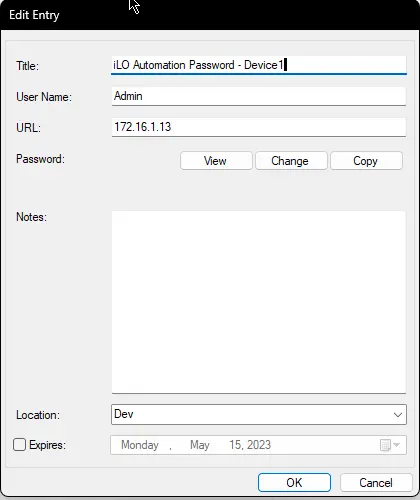 Edit Entry
Title: iLO Automation Password - Device1
User Name: Admin
URL: 172.16.1.13
Password: View Change Copy
Notes:
Location: Dev
Expires: Monday , May 15, 2023
OK Cancel